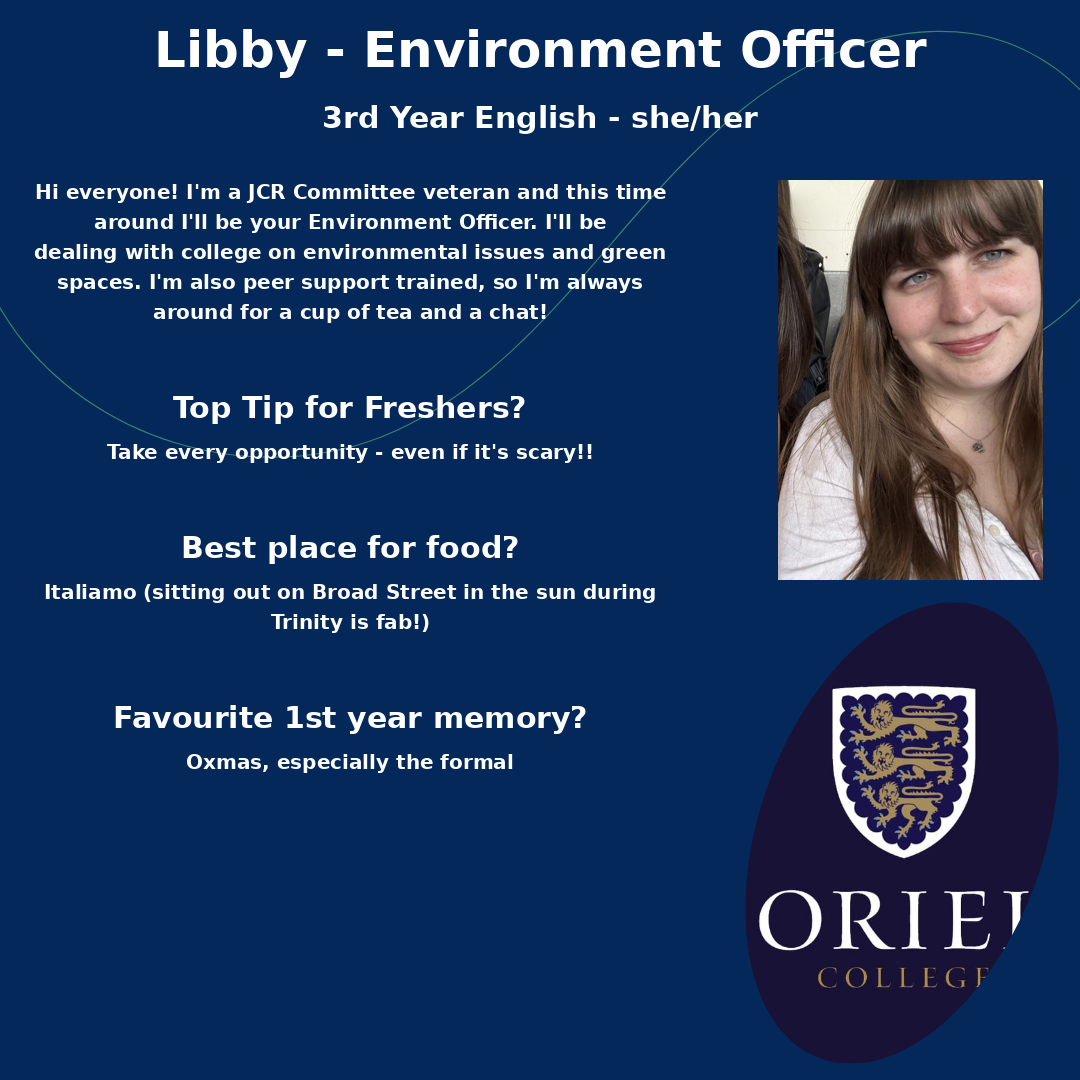 Libby - Environment Officer
3rd Year English - she/her
Hi everyone! I'm a JCR Committee veteran and this time
around I'll be your Environment Officer. I'll be
dealing with college on environmental issues and green
spaces. I'm also peer support trained, so I'm always
around for a cup of tea and a chat!
Top Tip for Freshers?
Take every opportunity - even if it's scary!!
Best place for food?
Italiamo (sitting out on Broad Street in the sun during
Trinity is fab!)
Favourite 1st year memory?
Oxmas, especially the formal
ORIEL
COLLEGE